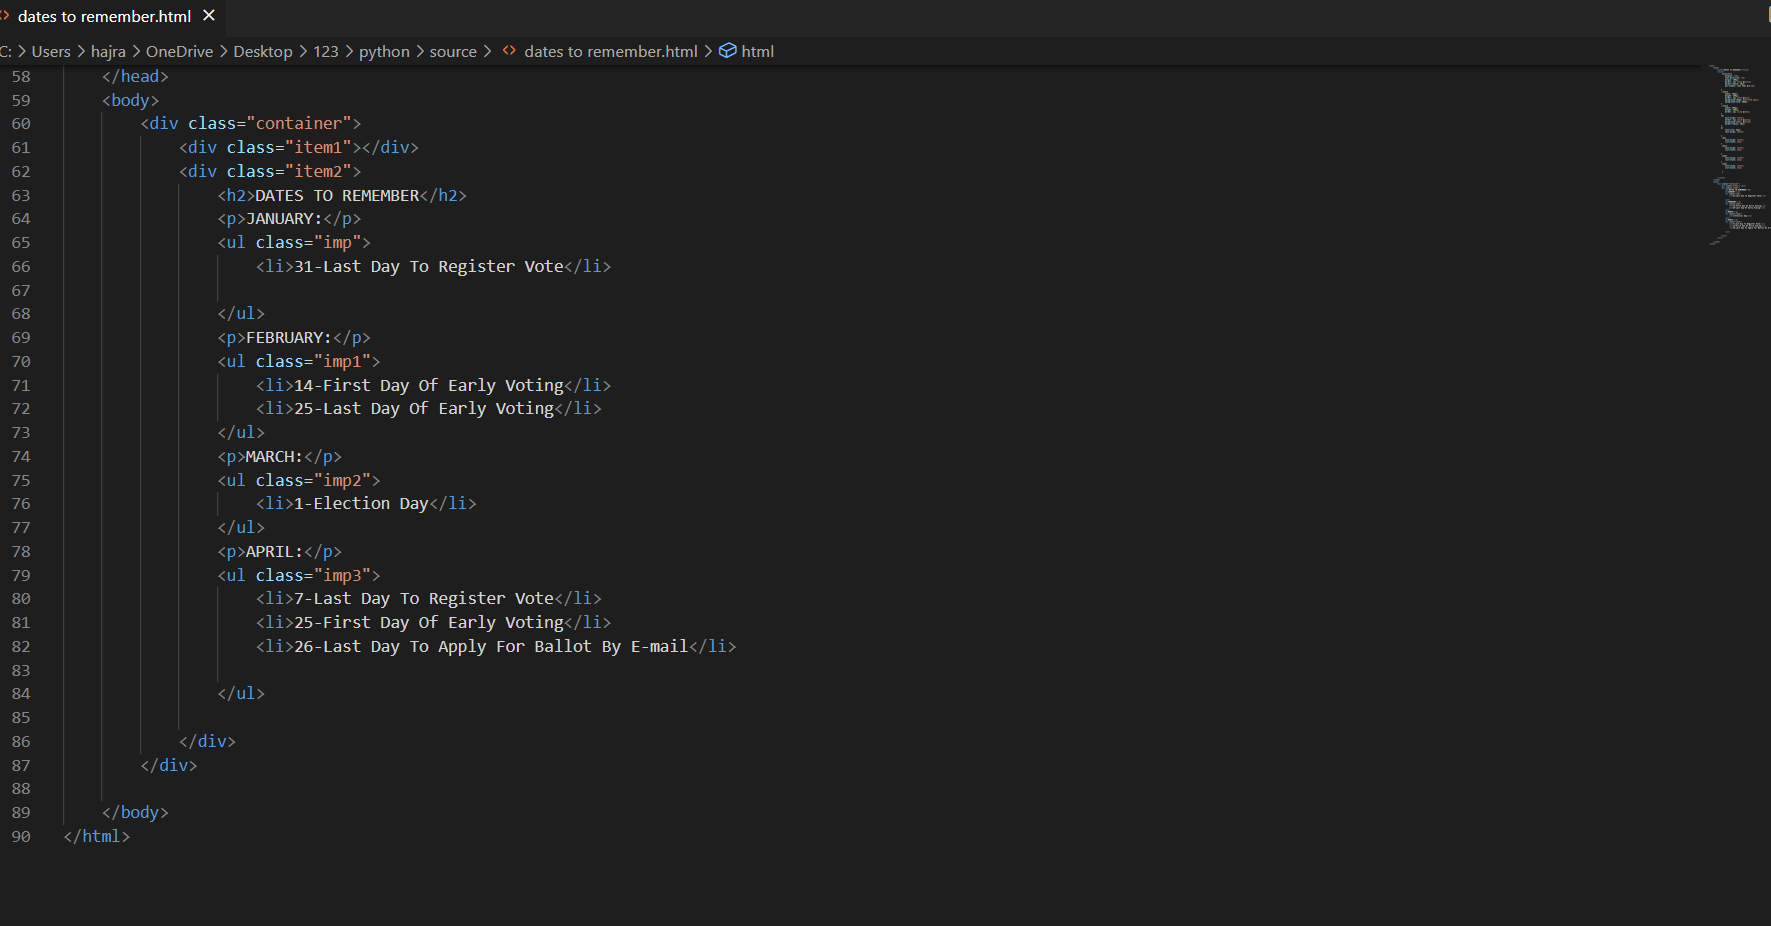 dates to remember.html
C: > Users > hajra > OneDrive > Desktop > 123 > python > source > dates to remember.html > html
58 </head>
59 <body>
60 <div class="container">
61 <div class="item1"></div>
62 <div class="item2">
63 <h2>DATES TO REMEMBER</h2>
64 <p>JANUARY:</p>
65 <ul class="imp">
66 <li>31-Last Day To Register Vote</li>
67
68 </ul>
69 <p>FEBRUARY:</p>
70 <ul class="imp1">
71 <li>14-First Day Of Early Voting</li>
72 <li>25-Last Day Of Early Voting</li>
73 </ul>
74 <p>MARCH:</p>
75 <ul class="imp2">
76 <li>1-Election Day</li>
77 </ul>
78 <p>APRIL:</p>
79 <ul class="imp3">
80 <li>7-Last Day To Register Vote</li>
81 <li>25-First Day Of Early Voting</li>
82 <li>26-Last Day To Apply For Ballot By E-mail</li>
83
84 </ul>
85
86 </div>
87 </div>
88
89 </body>
90 </html>